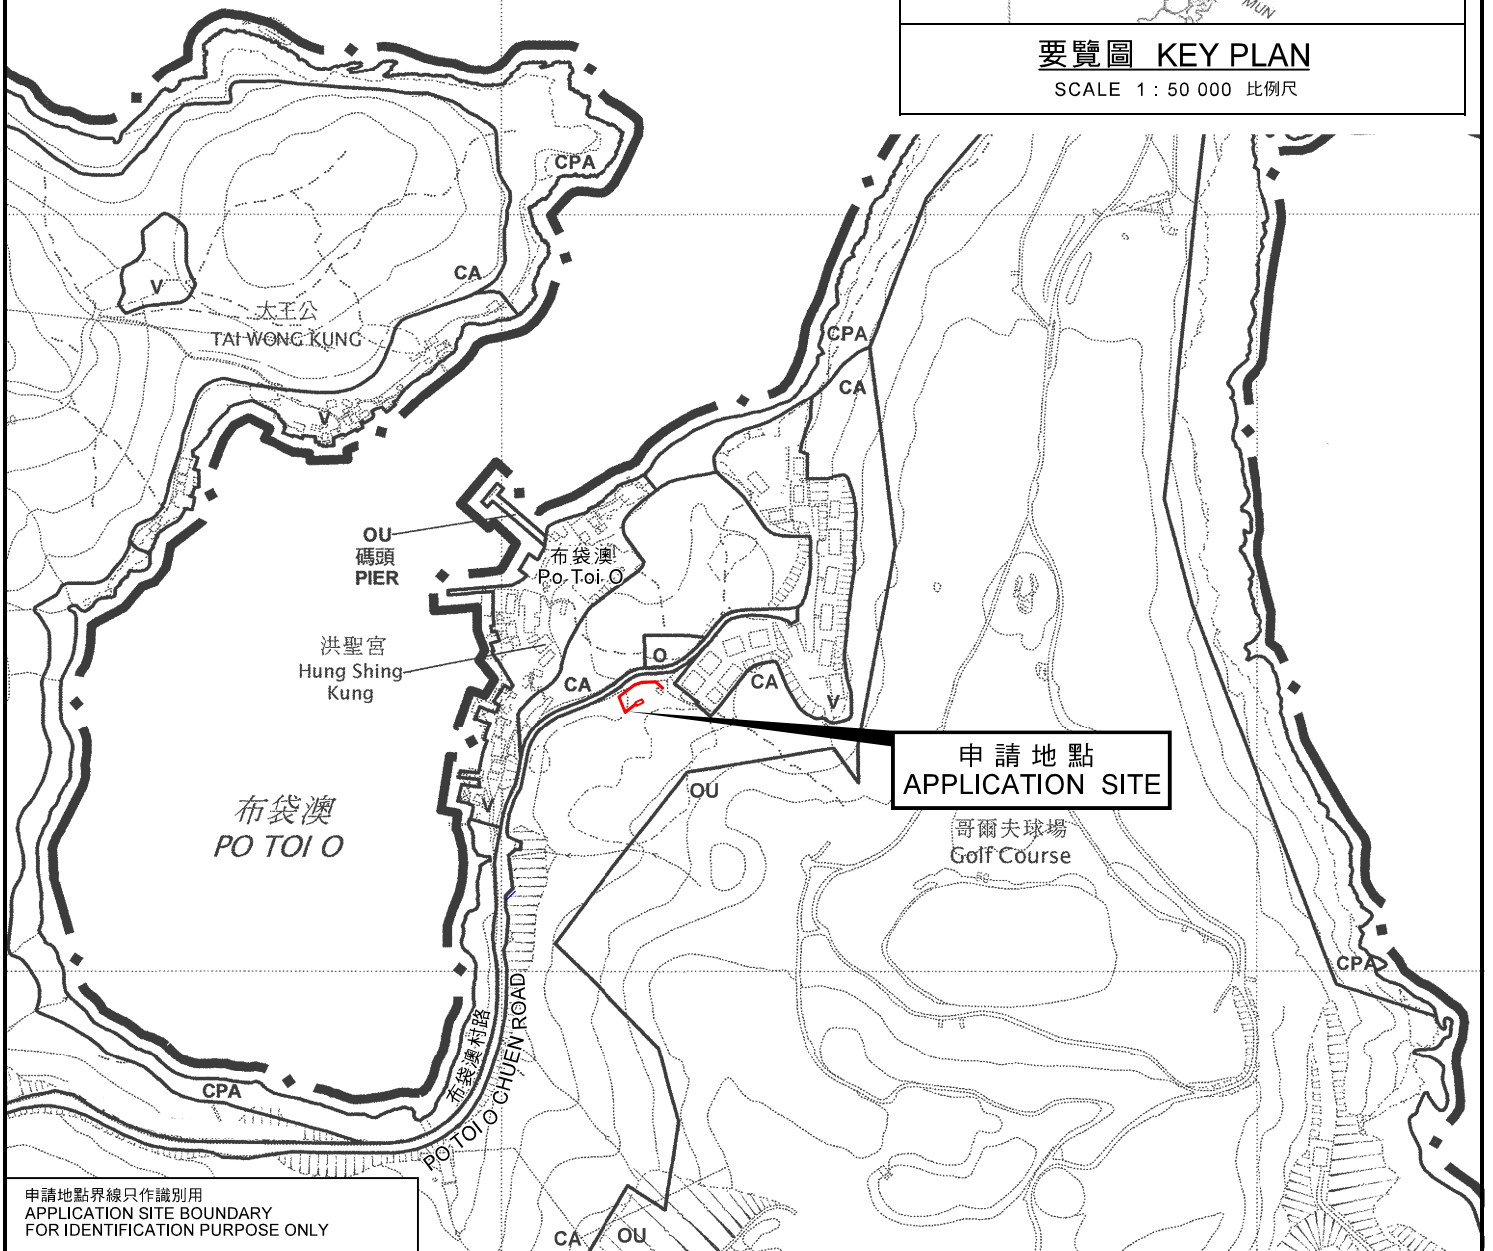 MUN
要覽圖 KEY PLAN
SCALE 1 : 50 000 比例尺
CPA
CA
V
大王公
TAI WONG KUNG
V
CPA
CA
OU
碼頭
PIER
布袋澳
Po Toi O
洪聖宮
Hung Shing
Kung
O
CA
CA
V
申請地點
APPLICATION SITE
OU
V
布袋澳
PO TOI O
哥爾夫球場
Golf Course
CPA
布袋澳村路
PO TOI O CHUEN ROAD
CPA
申請地點界線只作識別用
APPLICATION SITE BOUNDARY
FOR IDENTIFICATION PURPOSE ONLY
CA
OU